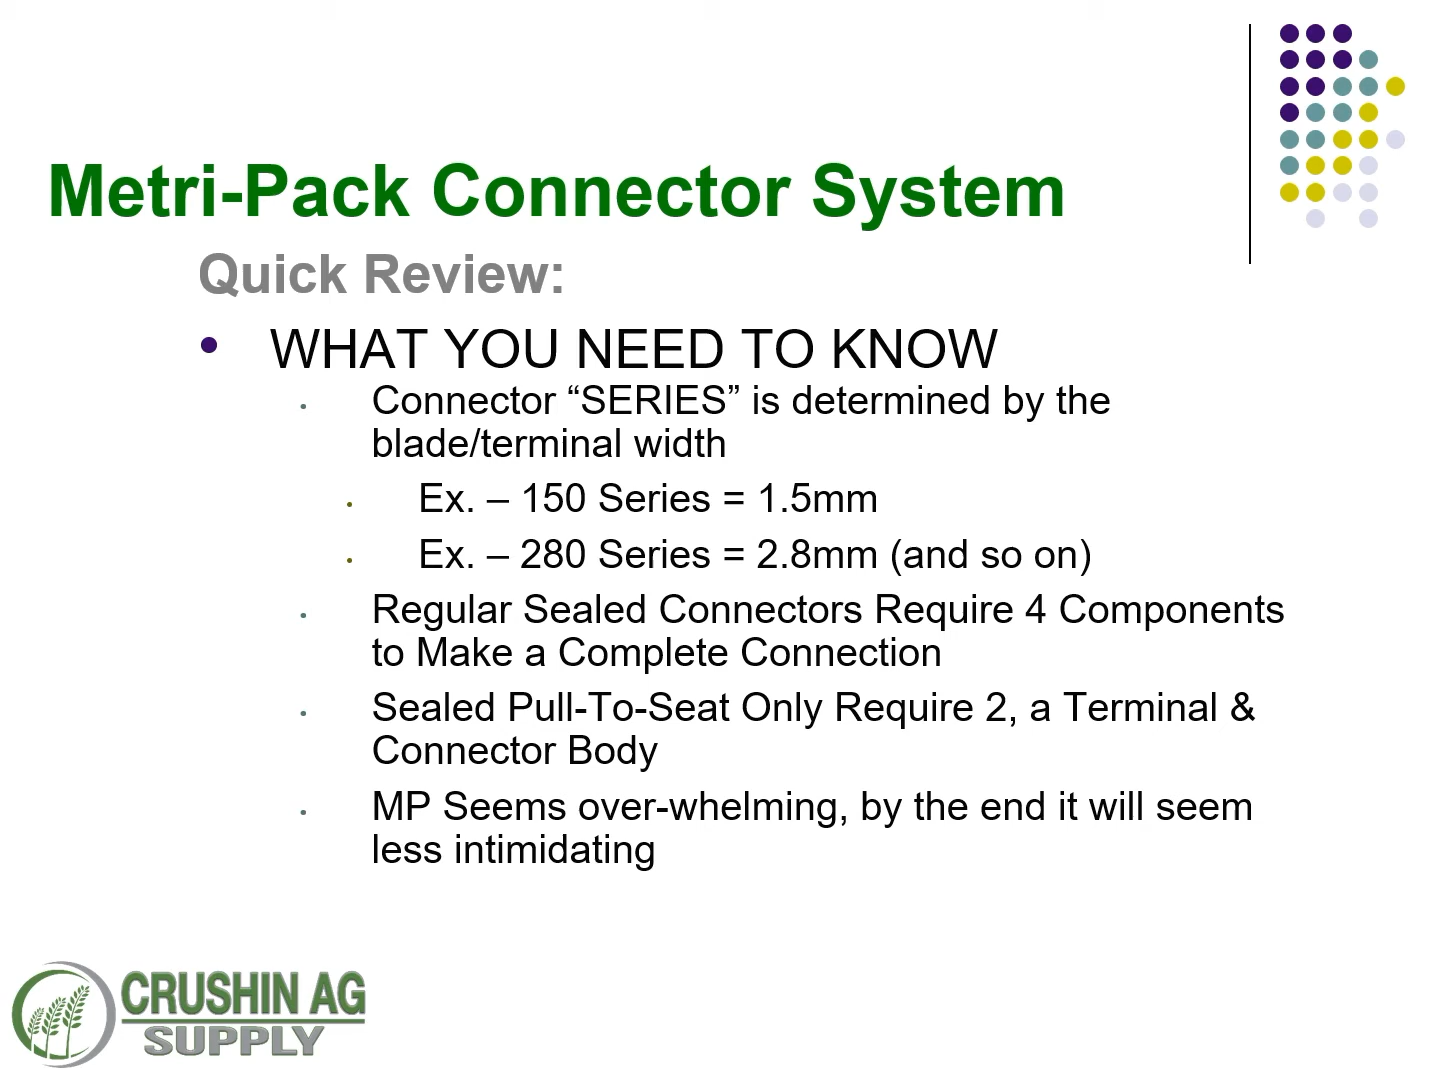 Metri-Pack Connector System
Quick Review:
• WHAT YOU NEED TO KNOW
• Connector “SERIES” is determined by the
blade/terminal width
• Ex. – 150 Series = 1.5mm
• Ex. – 280 Series = 2.8mm (and so on)
• Regular Sealed Connectors Require 4 Components
to Make a Complete Connection
• Sealed Pull-To-Seat Only Require 2, a Terminal &
Connector Body
• MP Seems over-whelming, by the end it will seem
less intimidating
CRUSHIN AG
SUPPLY